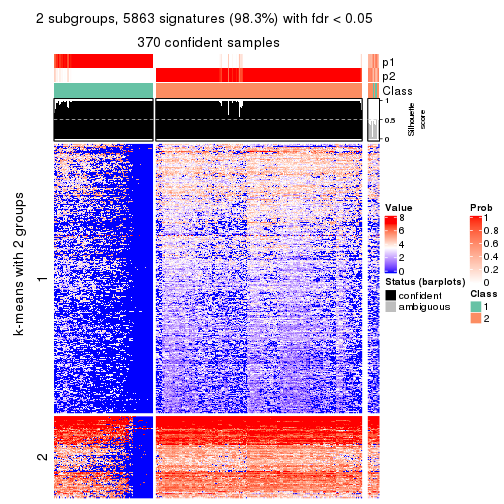 2 subgroups, 5863 signatures (98.3%) with fdr < 0.05
370 confident samples
p1
p2
Class
1
0.5
0
Silhouette
score
k-means with 2 groups
1
2
Value
8
6
4
2
0
Status (barplots)
confident
ambiguous
Prob
1
0.8
0.6
0.4
0.2
0
Class
1
2